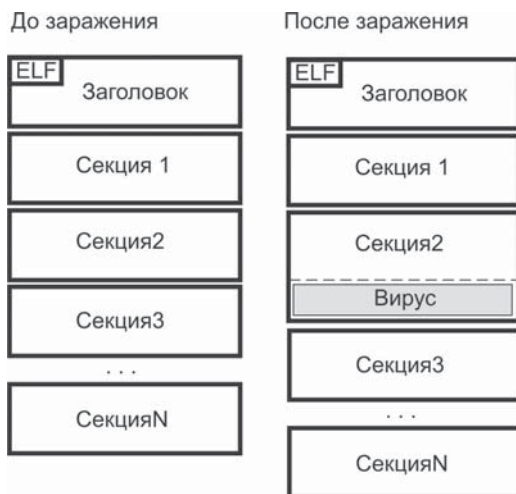 До заражения
ELF
Заголовок
Секция 1
Секция2
Секция3
. . .
СекцияN
После заражения
ELF
Заголовок
Секция 1
Секция2
Вирус
Секция3
. . .
СекцияN